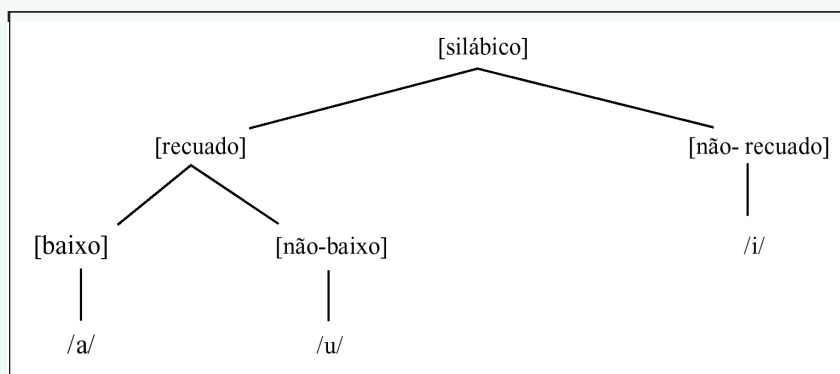 [silábico]
[recuado] [não- recuado]
[baixo] [não-baixo] /i/
/a/ /u/